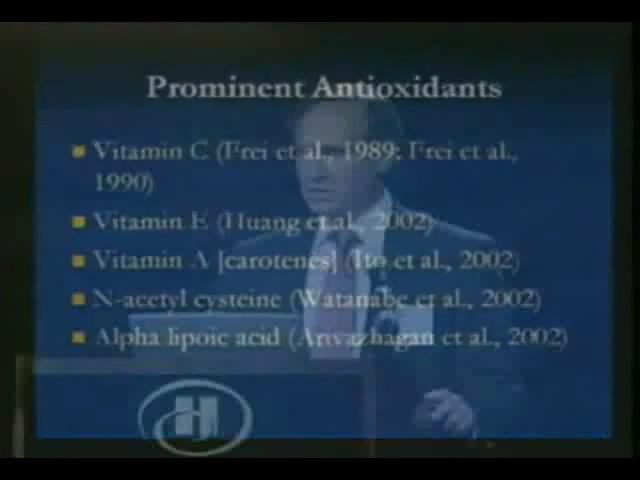 Prominent Antioxidants
Vitamin C (Frei et al., 1989; Frei et al.,
1990)
Vitamin E (Huang et al., 2002)
Vitamin A [carotenes] (Ito et al., 2002)
N-acetyl cysteine (Watanabe et al., 2002)
Alpha lipoic acid (Arivazhagan et al., 2002)
H